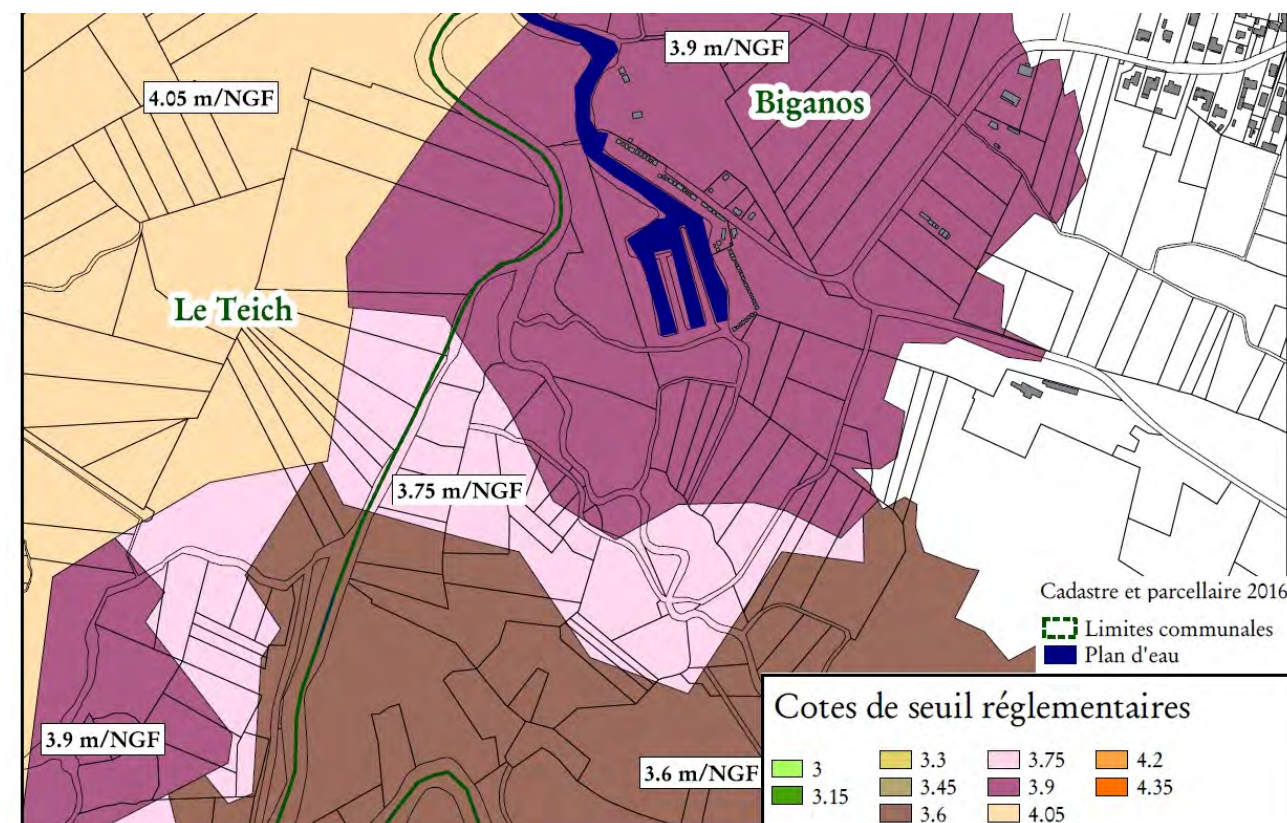 3.9 m/NGF
4.05 m/NGF
Biganos
Le Teich
3.75 m/NGF
Cadastre et parcellaire 2016
Limites communales
Plan d'eau
3.9 m/NGF
3.6 m/NGF
Cotes de seuil réglementaires
3
3.15
3.3
3.45
3.6
3.75
3.9
4.05
4.2
4.35